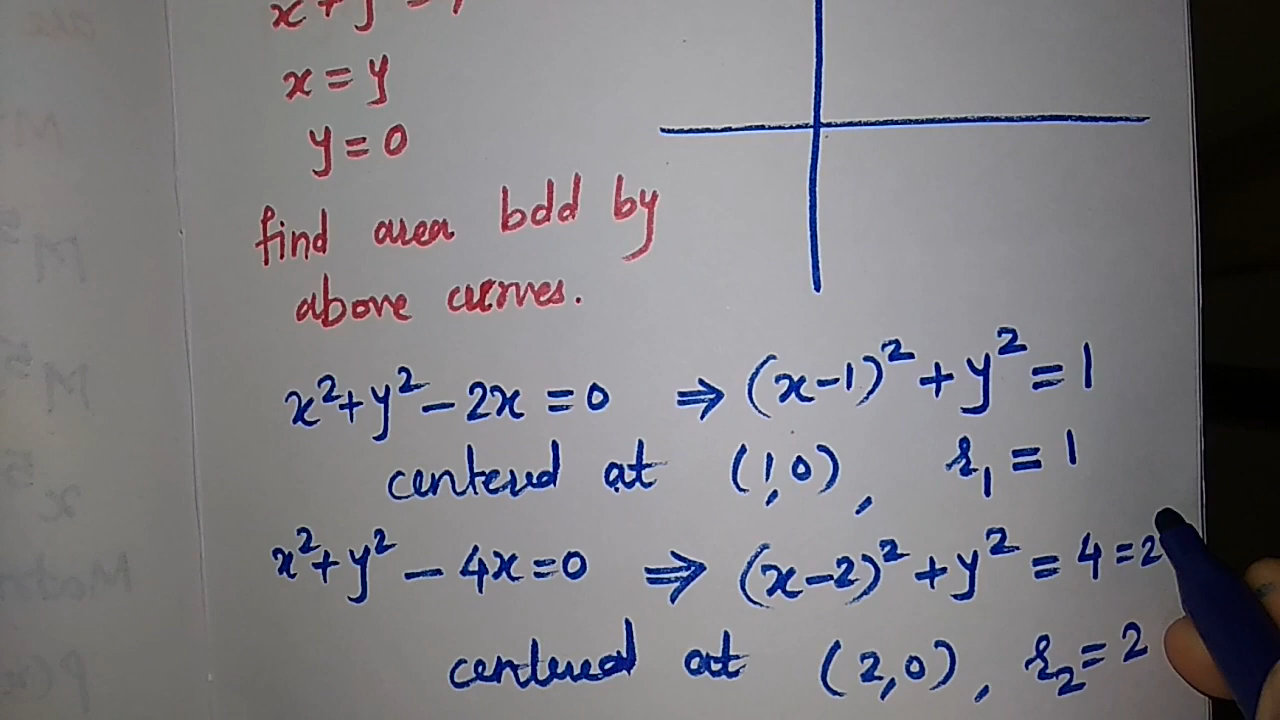 x = y
y = 0
find area bdd by
above curves.
x²+y²-2x=0 ⇒ (x-1)²+y²=1
centered at (1,0), r₁ = 1
x²+y²-4x=0 ⇒ (x-2)²+y²=4=2
centered at (2,0), r₂=2